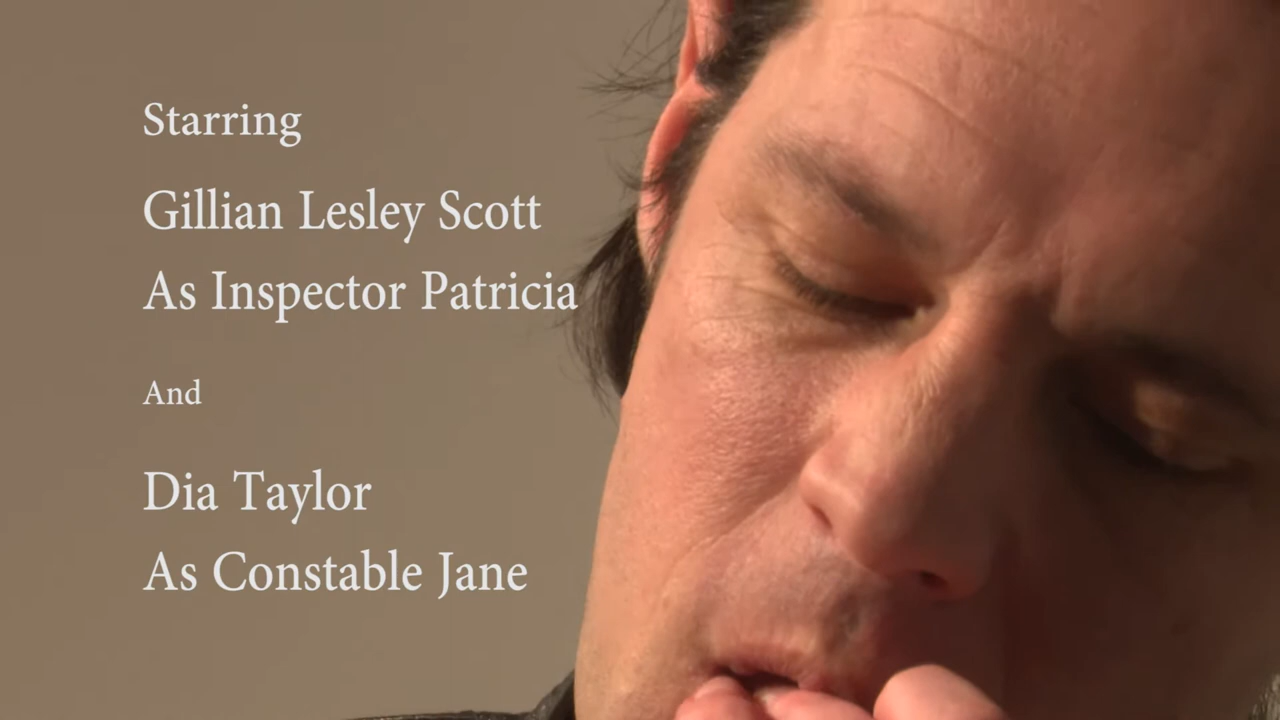 Starring
Gillian Lesley Scott
As Inspector Patricia
And
Dia Taylor
As Constable Jane